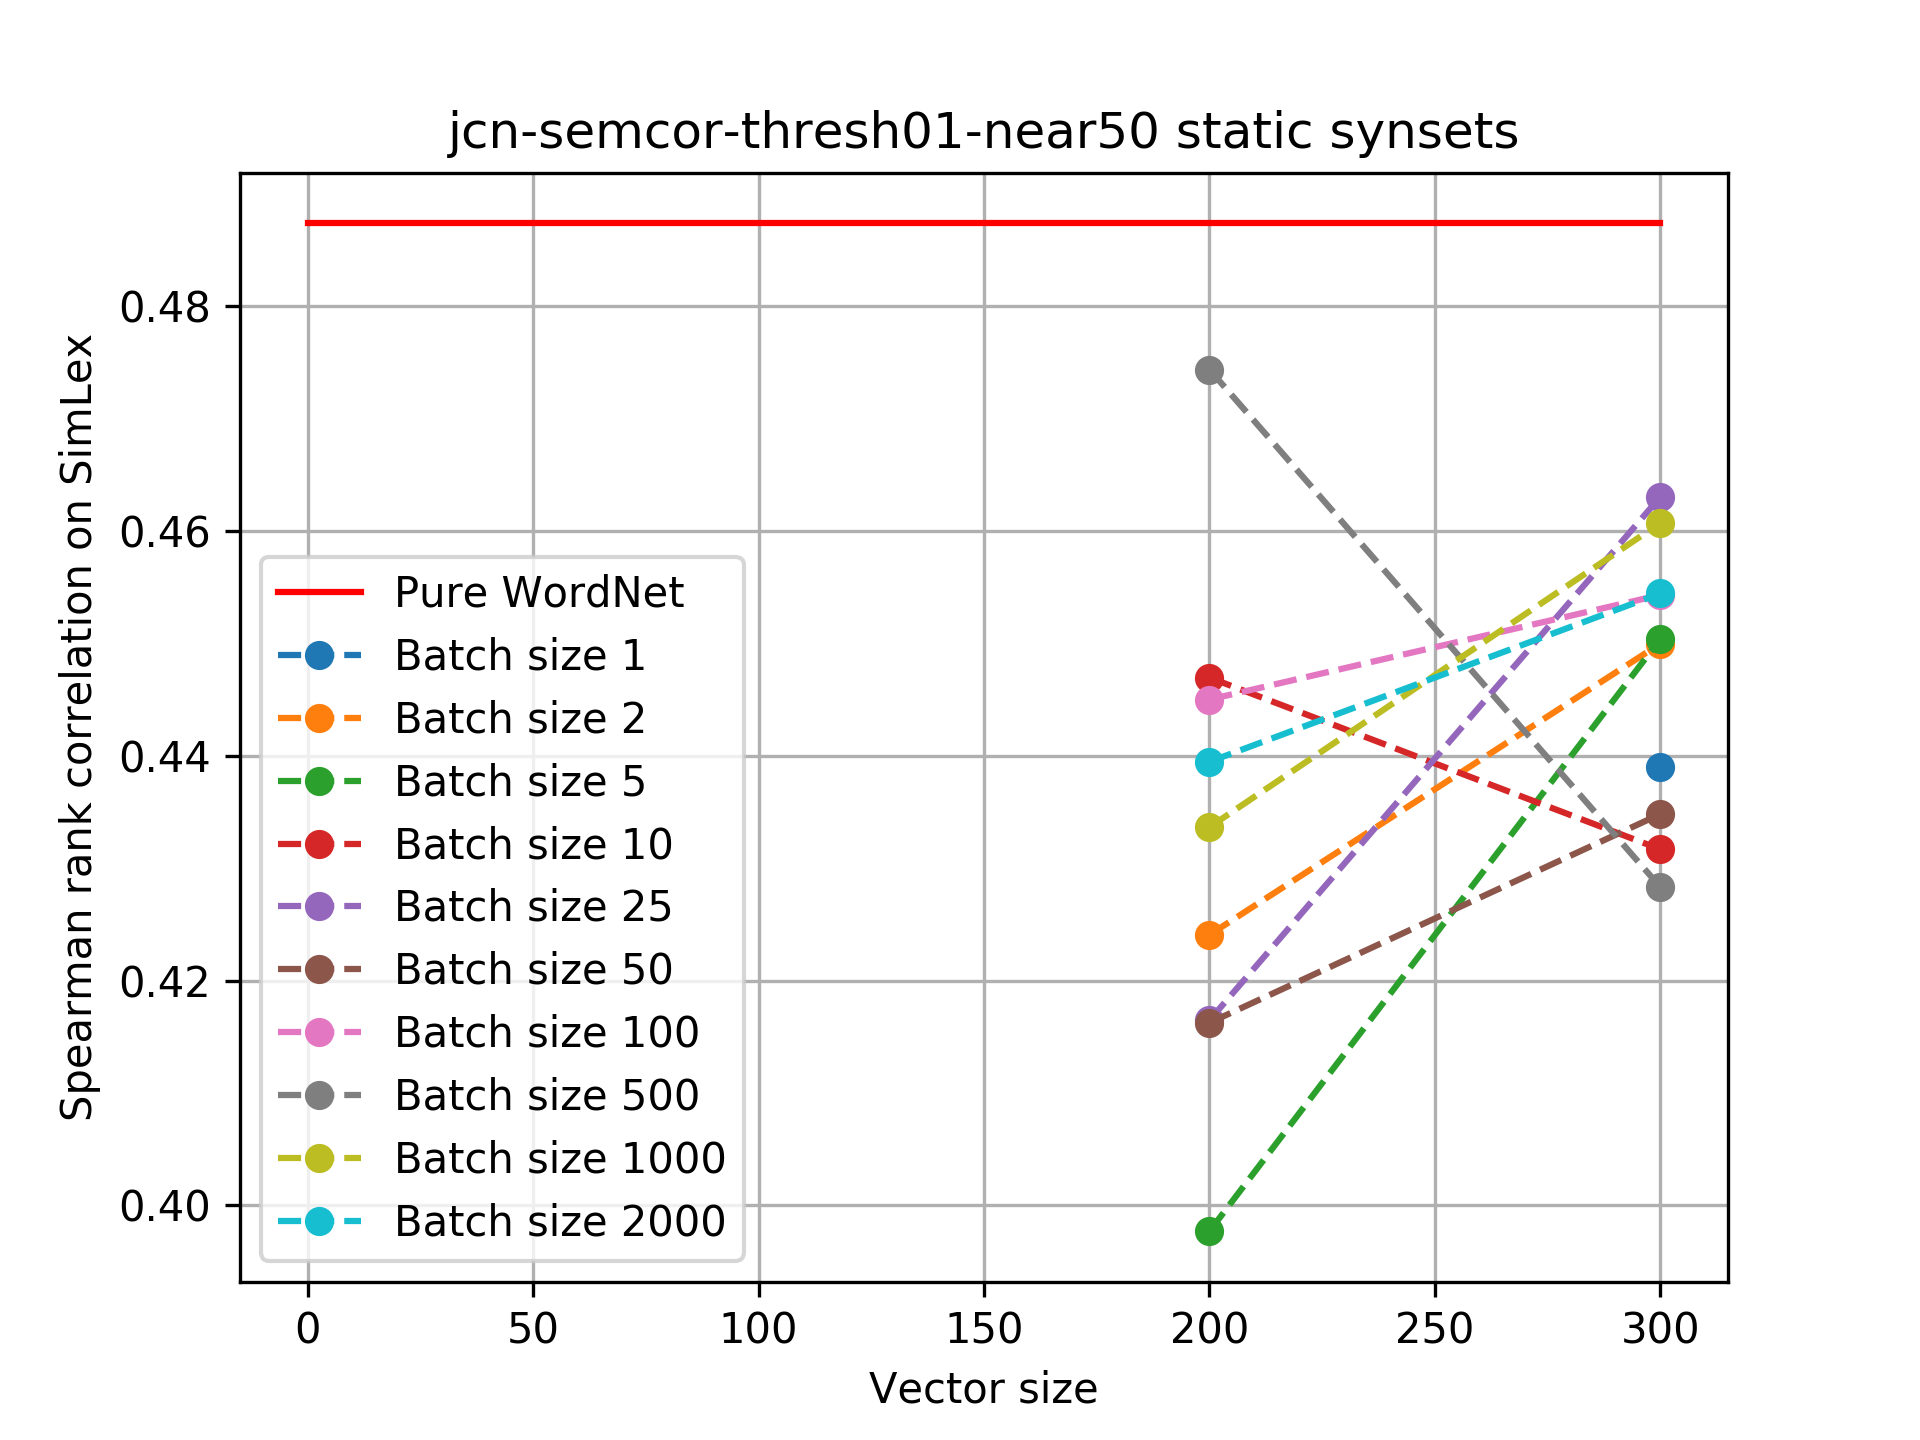 jcn-semcor-thresh01-near50 static synsets
Spearman rank correlation on SimLex
0.48
0.46
0.44
0.42
0.40
Pure WordNet
Batch size 1
Batch size 2
Batch size 5
Batch size 10
Batch size 25
Batch size 50
Batch size 100
Batch size 500
Batch size 1000
Batch size 2000
0 50 100 150 200 250 300
Vector size